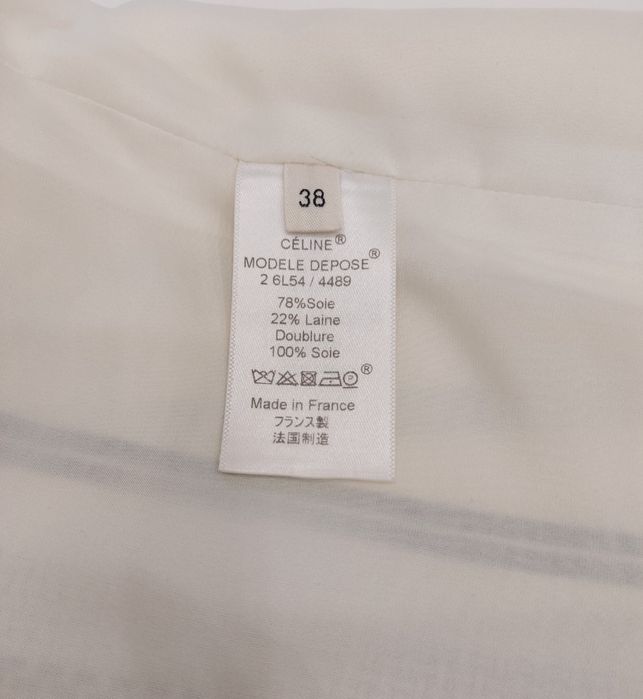 38
CÉLINE®
MODELE DEPOSE®
2 6L54 / 4489
78%Soie
22% Laine
Doublure
100% Soie
®
Made in France
フランス製
法国制造